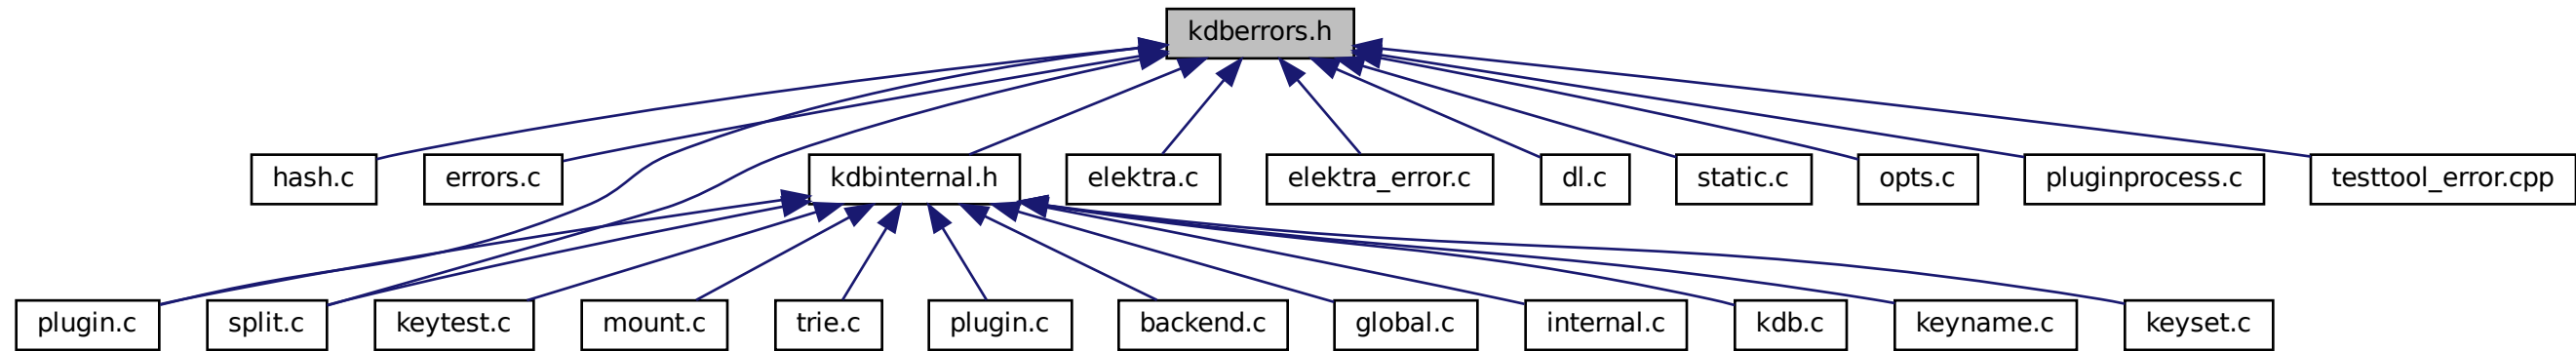 kdberrors.h
hash.c
errors.c
kdbinternal.h
elektra.c
elektra_error.c
dl.c
static.c
opts.c
pluginprocess.c
testtool_error.cpp
plugin.c
split.c
keytest.c
mount.c
trie.c
plugin.c
backend.c
global.c
internal.c
kdb.c
keyname.c
keyset.c